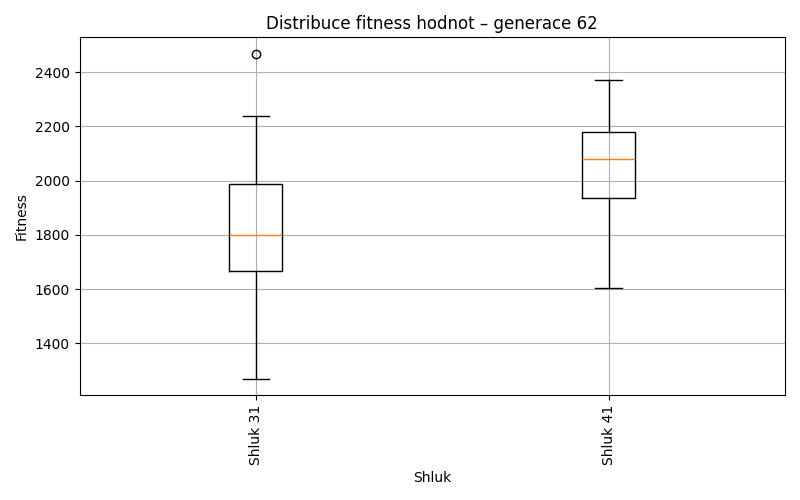 Distribuce fitness hodnot – generace 62
Fitness
2400
2200
2000
1800
1600
1400
Shluk 31
Shluk 41
Shluk